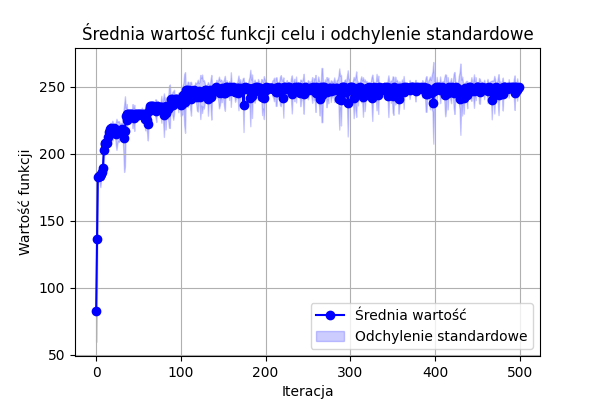 Średnia wartość funkcji celu i odchylenie standardowe
Wartość funkcji
250
200
150
100
50
0
100
200
300
400
500
Iteracja
Średnia wartość
Odchylenie standardowe